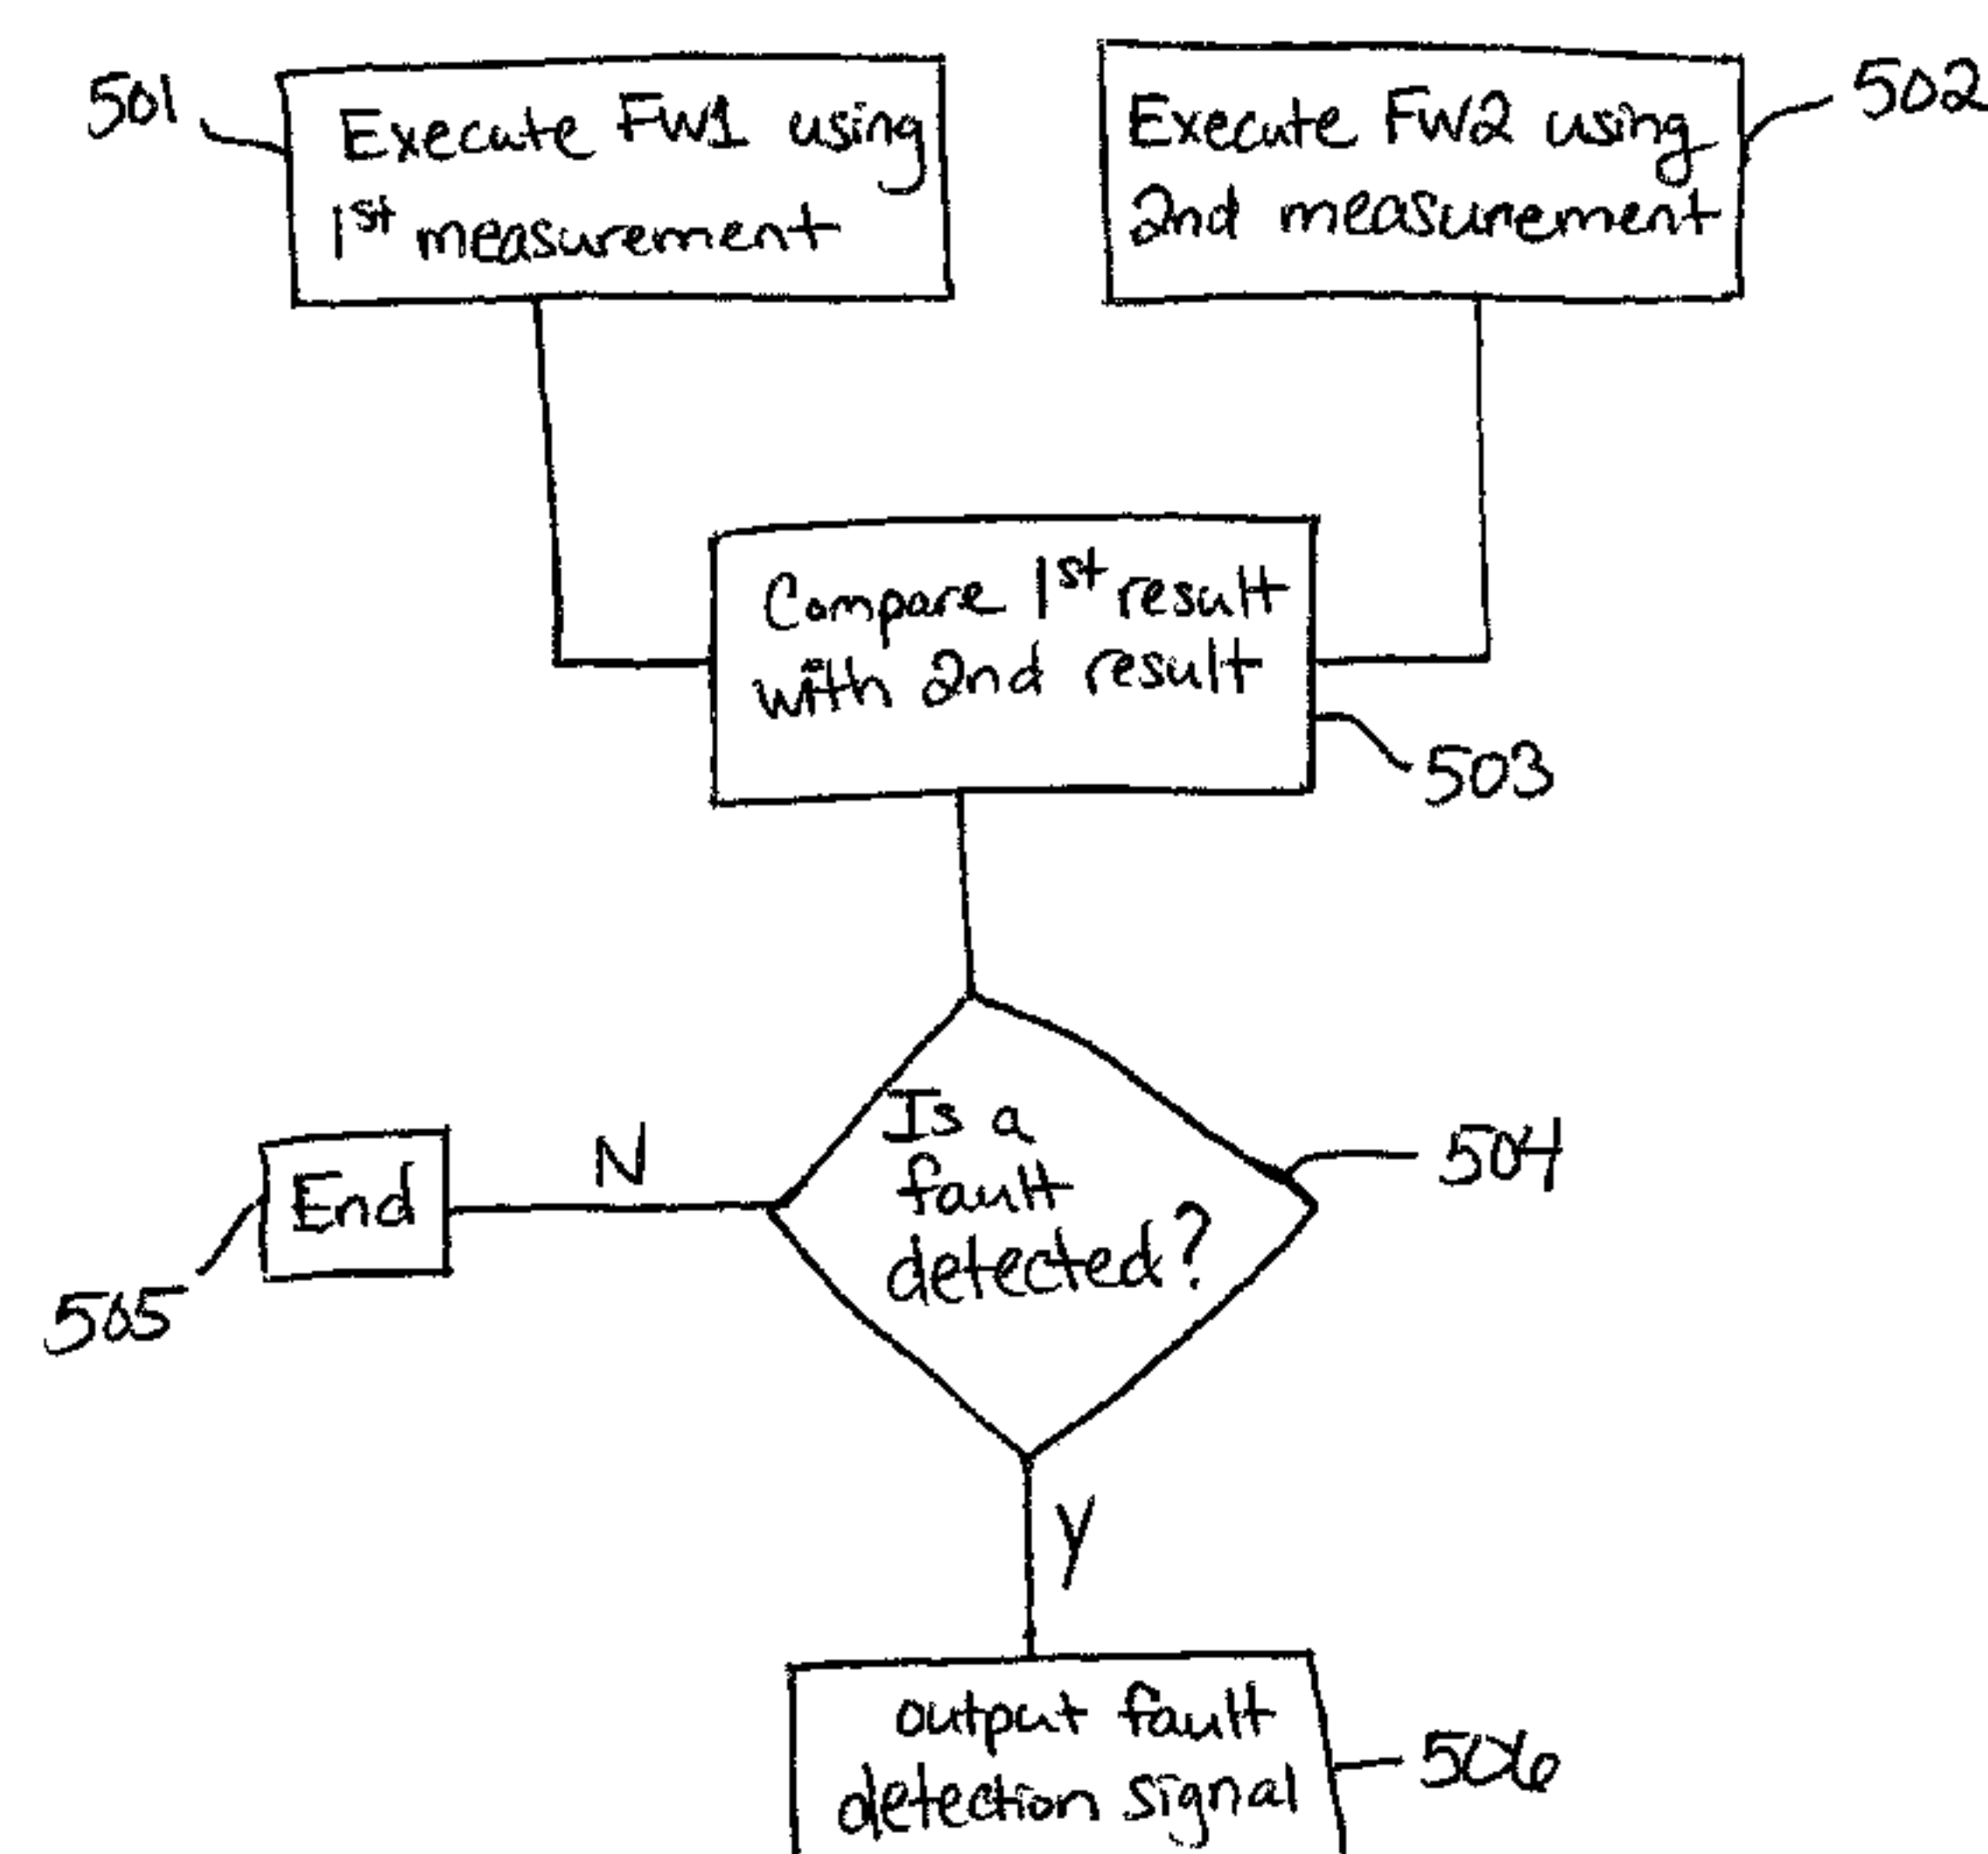 501
Execute FW1 using
1st measurement
Execute FW2 using
2nd measurement
502
Compare 1st result
with 2nd result
503
Is a
fault
detected?
504
N
End
505
Y
output fault
detection signal
506